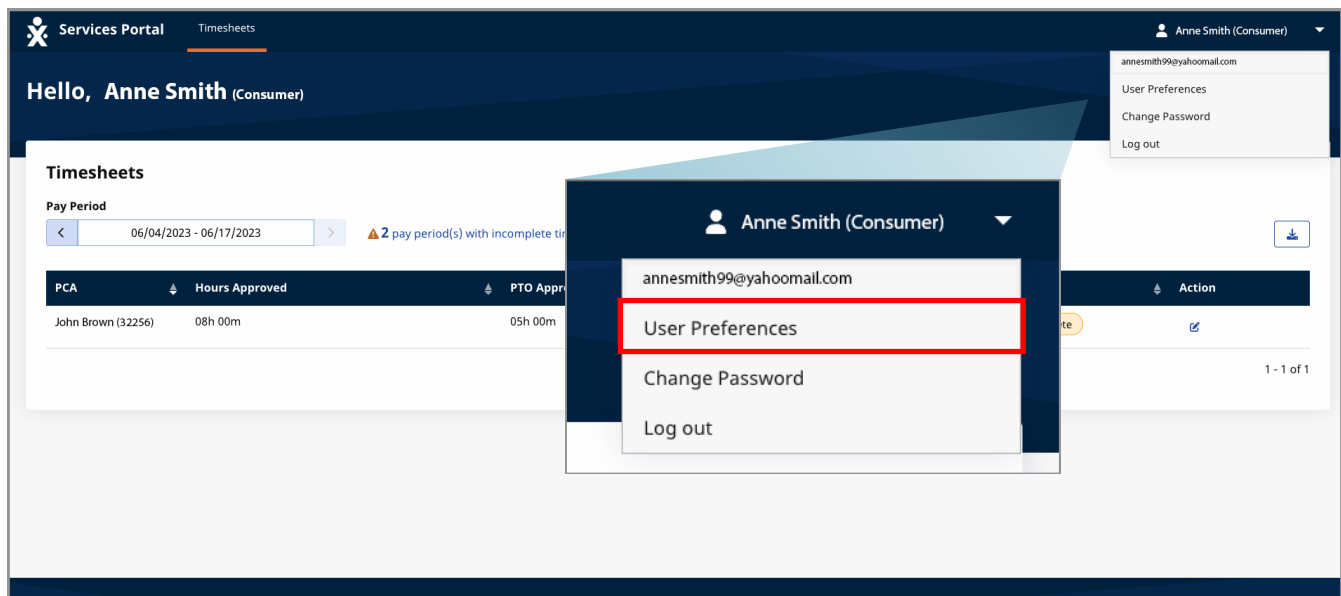 Services Portal Timesheets Anne Smith (Consumer)
annesmith99@yahoomail.com
User Preferences
Change Password
Log out
Hello, Anne Smith (Consumer)
Timesheets
Pay Period
06/04/2023 - 06/17/2023 2 pay period(s) with incomplete
PCA Hours Approved PTO Action
John Brown (32256) 08h 00m 05h 00m
1 - 1 of 1
Anne Smith (Consumer)
annesmith99@yahoomail.com
User Preferences
Change Password
Log out